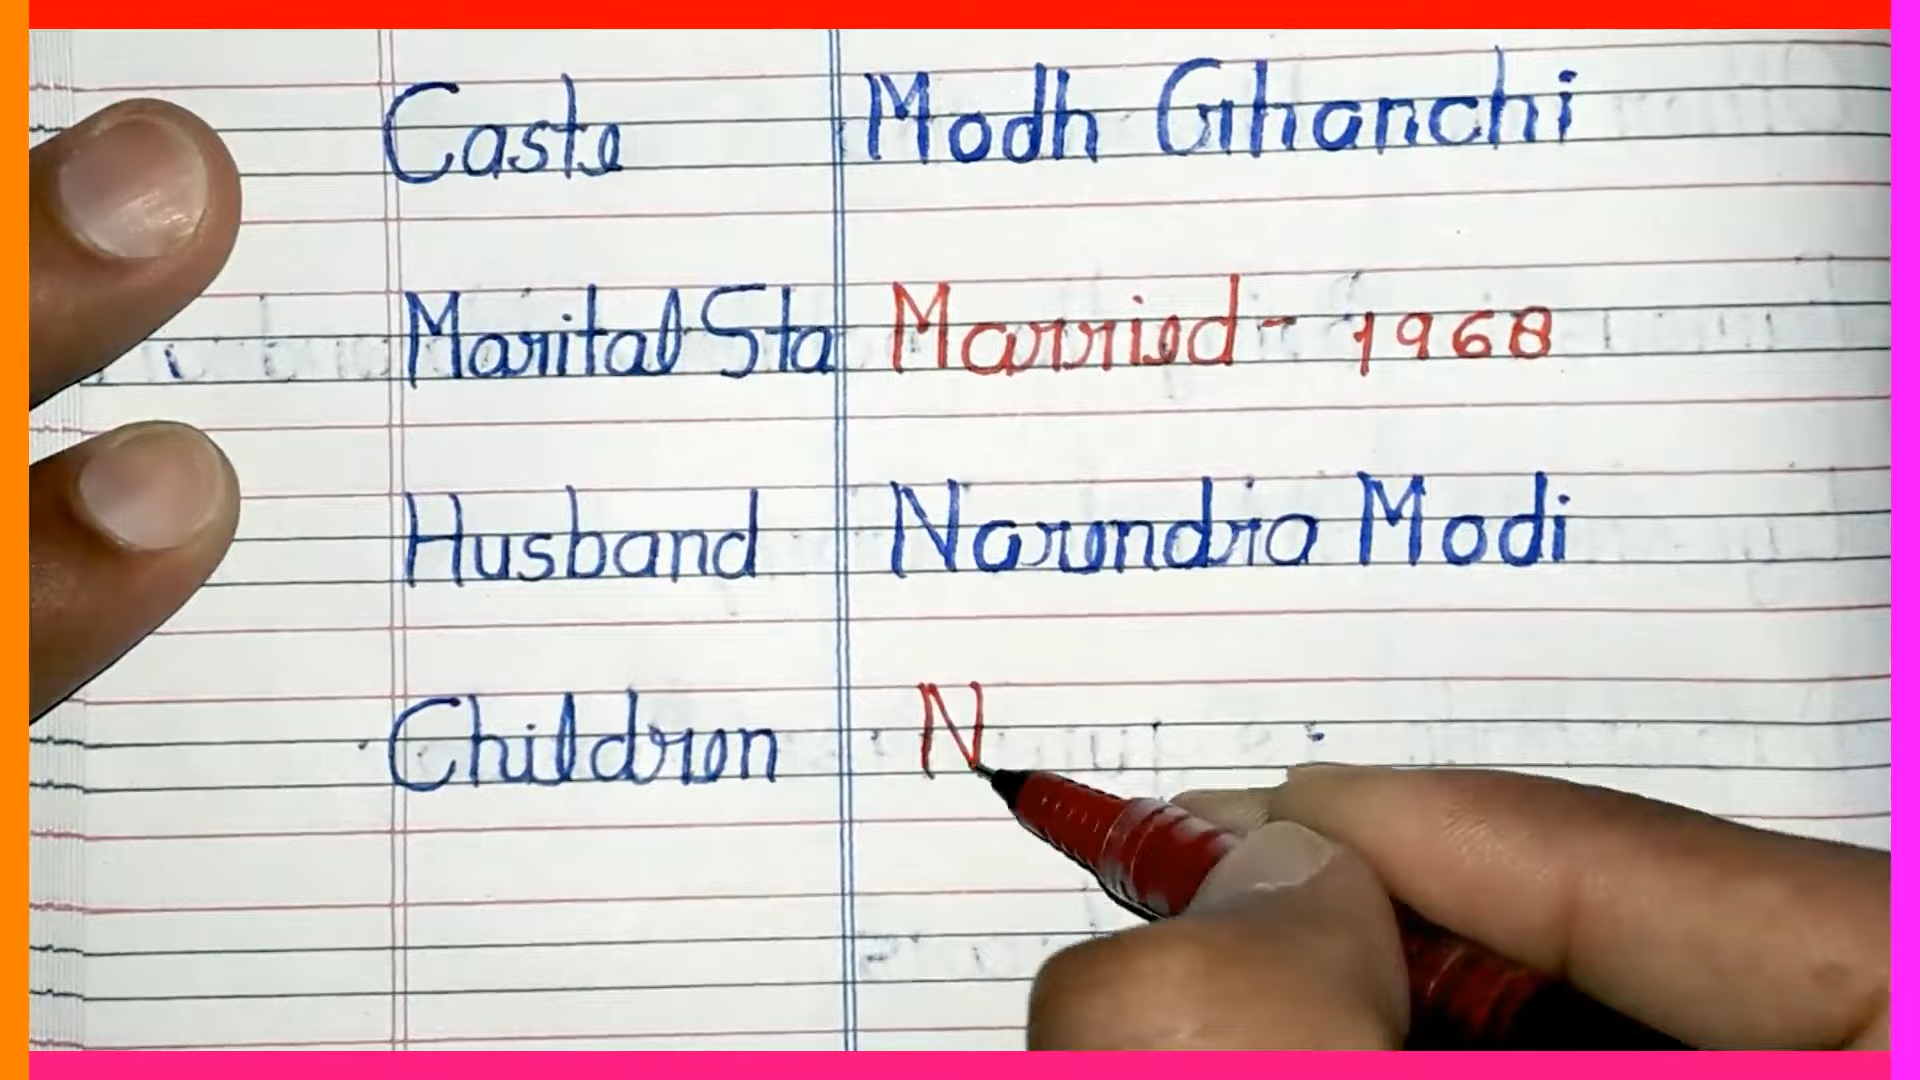 Caste Modh Ghanchi
Marital Sta Married - 1968
Husband Narendra Modi
Children N